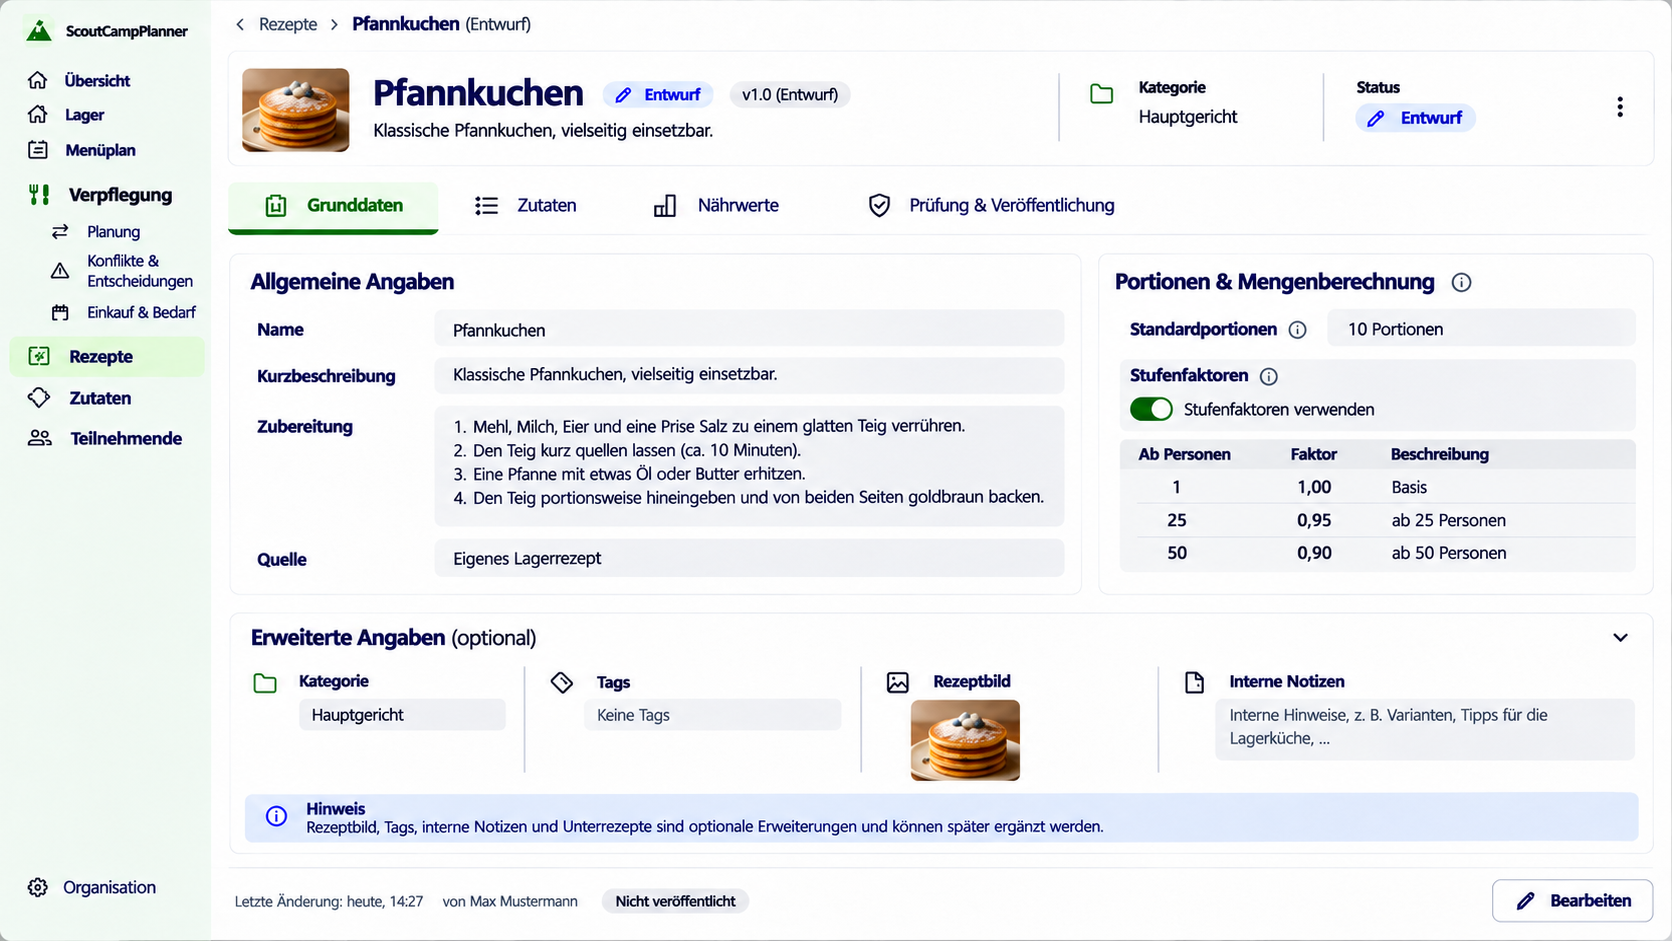 ScoutCampPlanner
Übersicht
Lager
Menüplan
Verpflegung
Planung
Konflikte &
Entscheidungen
Einkauf & Bedarf
Rezepte
Zutaten
Teilnehmende
Organisation
Rezepte > Pfannkuchen (Entwurf)
Pfannkuchen Entwurf v1.0 (Entwurf)
Klassische Pfannkuchen, vielseitig einsetzbar.
Kategorie
Hauptgericht
Status
Entwurf
Grunddaten Zutaten Nährwerte Prüfung & Veröffentlichung
Allgemeine Angaben
Name Pfannkuchen
Kurzbeschreibung Klassische Pfannkuchen, vielseitig einsetzbar.
Zubereitung 1. Mehl, Milch, Eier und eine Prise Salz zu einem glatten Teig verrühren.
2. Den Teig kurz quellen lassen (ca. 10 Minuten).
3. Eine Pfanne mit etwas Öl oder Butter erhitzen.
4. Den Teig portionsweise hineingeben und von beiden Seiten goldbraun backen.
Quelle Eigenes Lagerrezept
Portionen & Mengenberechnung
Standardportionen 10 Portionen
Stufenfaktoren
Stufenfaktoren verwenden
Ab Personen Faktor Beschreibung
1 1,00 Basis
25 0,95 ab 25 Personen
50 0,90 ab 50 Personen
Erweiterte Angaben (optional)
Kategorie
Hauptgericht
Tags
Keine Tags
Rezeptbild
Interne Notizen
Interne Hinweise, z. B. Varianten, Tipps für die
Lagerküche, ...
Hinweis
Rezeptbild, Tags, interne Notizen und Unterrezepte sind optionale Erweiterungen und können später ergänzt werden.
Letzte Änderung: heute, 14:27 von Max Mustermann Nicht veröffentlicht
Bearbeiten